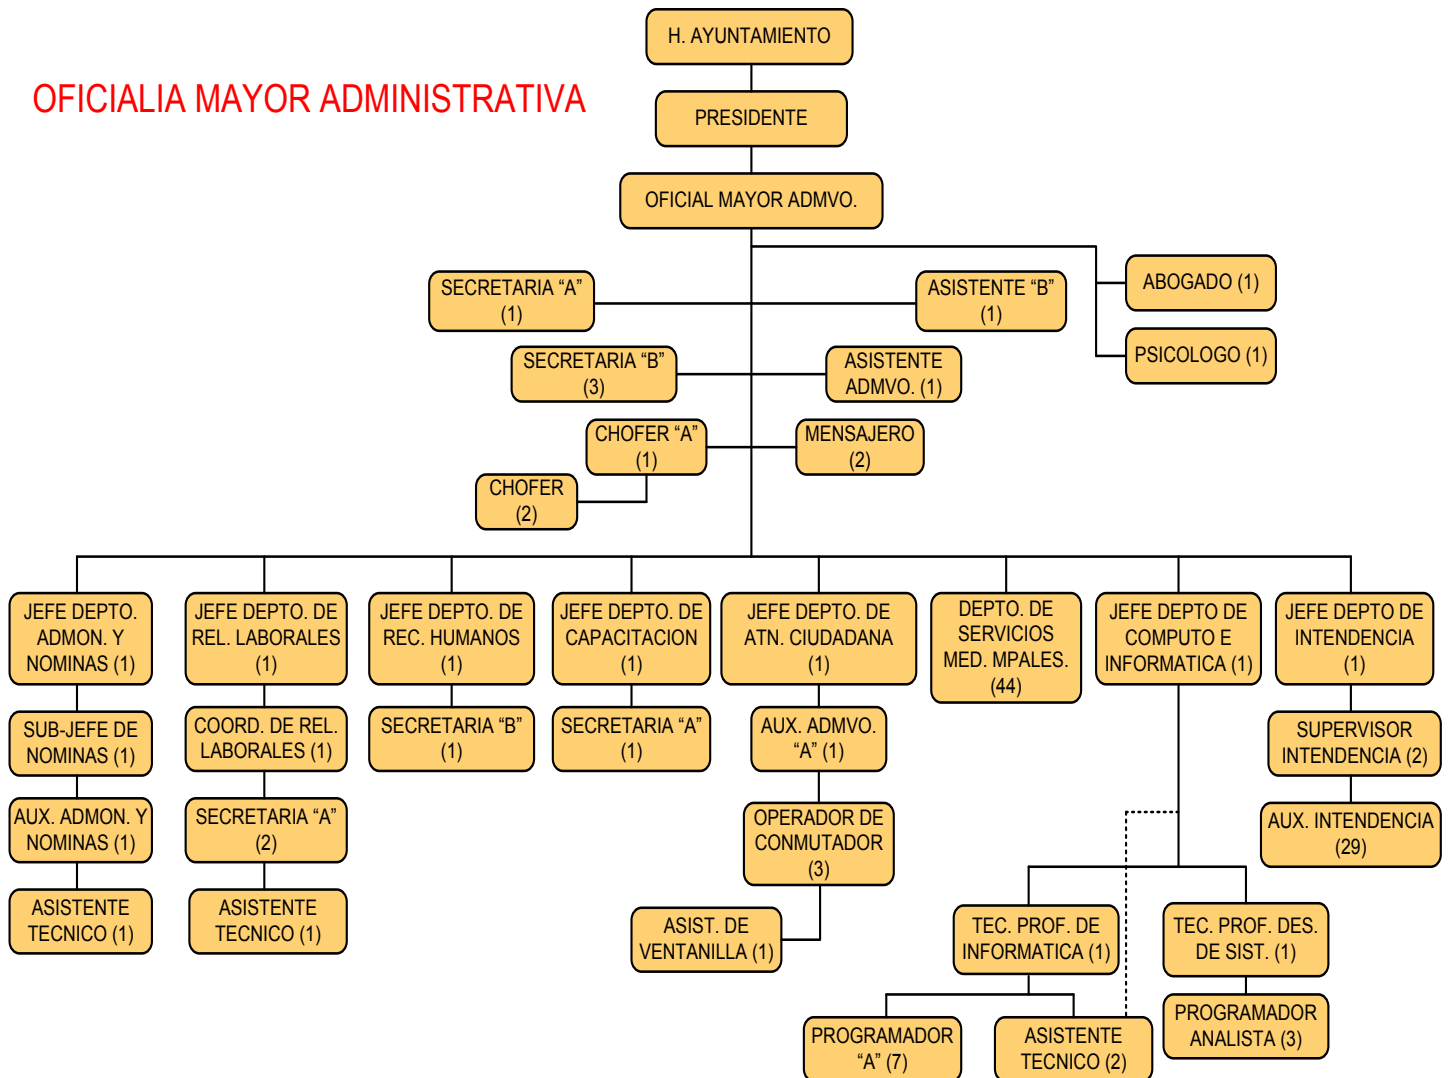 H. AYUNTAMIENTO
OFICIALIA MAYOR ADMINISTRATIVA
PRESIDENTE
OFICIAL MAYOR ADMVO.
SECRETARIA “A”
(1)
ASISTENTE “B”
(1)
ABOGADO (1)
PSICOLOGO (1)
SECRETARIA “B”
(3)
ASISTENTE
ADMVO. (1)
CHOFER “A”
(1)
MENSAJERO
(2)
CHOFER
(2)
JEFE DEPTO.
ADMON. Y
NOMINAS (1)
JEFE DEPTO. DE
REL. LABORALES
(1)
JEFE DEPTO. DE
REC. HUMANOS
(1)
JEFE DEPTO. DE
CAPACITACION
(1)
JEFE DEPTO. DE
ATN. CIUDADANA
(1)
DEPTO. DE
SERVICIOS
MED. MPALES.
(44)
JEFE DEPTO DE
COMPUTO E
INFORMATICA (1)
JEFE DEPTO DE
INTENDENCIA
(1)
SUB-JEFE DE
NOMINAS (1)
COORD. DE REL.
LABORALES (1)
SECRETARIA “B”
(1)
SECRETARIA “A”
(1)
AUX. ADMVO.
“A” (1)
SUPERVISOR
INTENDENCIA (2)
AUX. ADMON. Y
NOMINAS (1)
SECRETARIA “A”
(2)
OPERADOR DE
CONMUTADOR
(3)
AUX. INTENDENCIA
(29)
ASISTENTE
TECNICO (1)
ASISTENTE
TECNICO (1)
ASIST. DE
VENTANILLA (1)
TEC. PROF. DE
INFORMATICA (1)
TEC. PROF. DES.
DE SIST. (1)
PROGRAMADOR
“A” (7)
ASISTENTE
TECNICO (2)
PROGRAMADOR
ANALISTA (3)